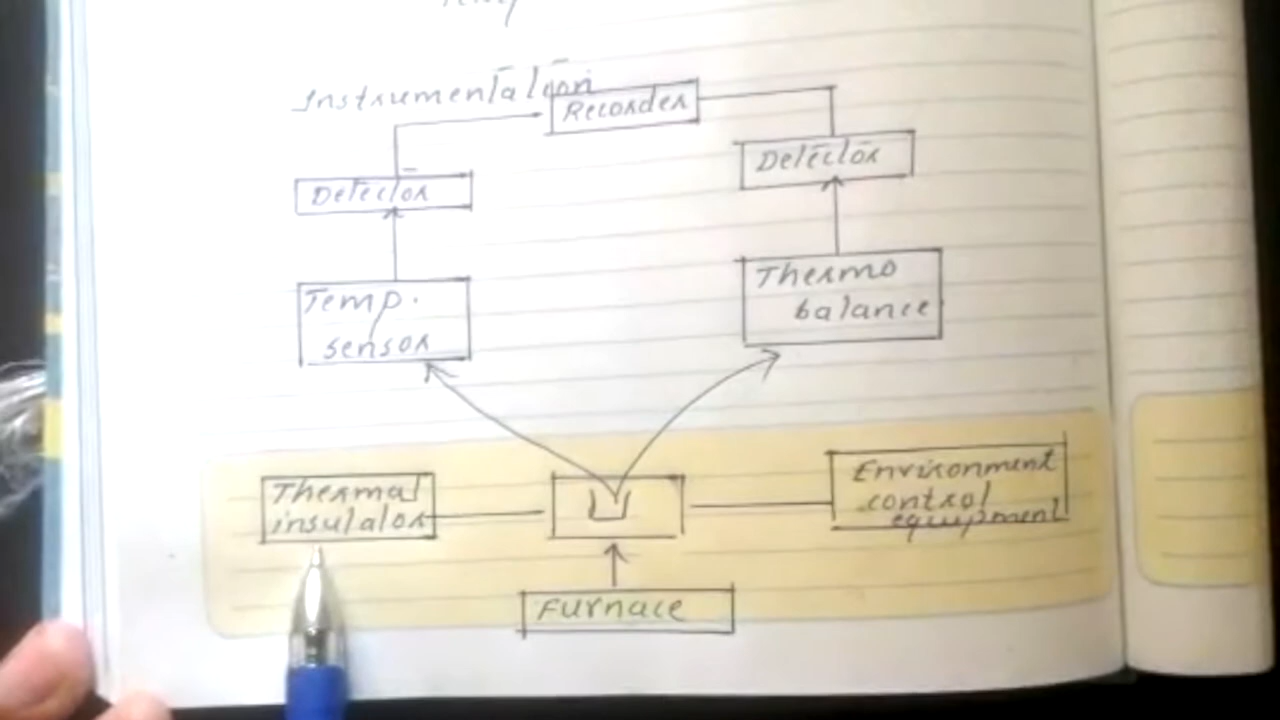 Instrumentation
Recorder
Detector
Detector
Temp.
sensor
Thermo
balance
Thermal
insulator
Environment
control
equipment
Furnace